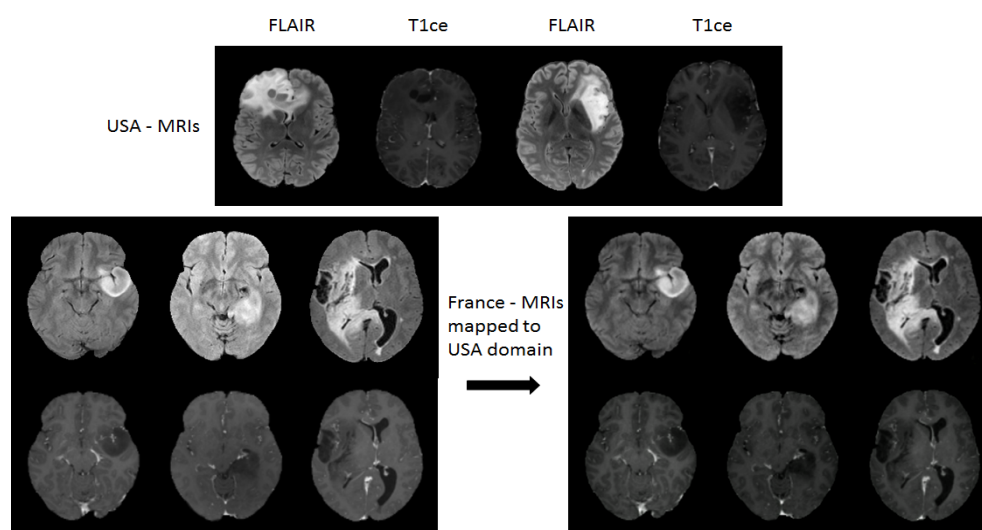 FLAIR T1ce FLAIR T1ce
USA - MRIs
France - MRIs
mapped to
USA domain